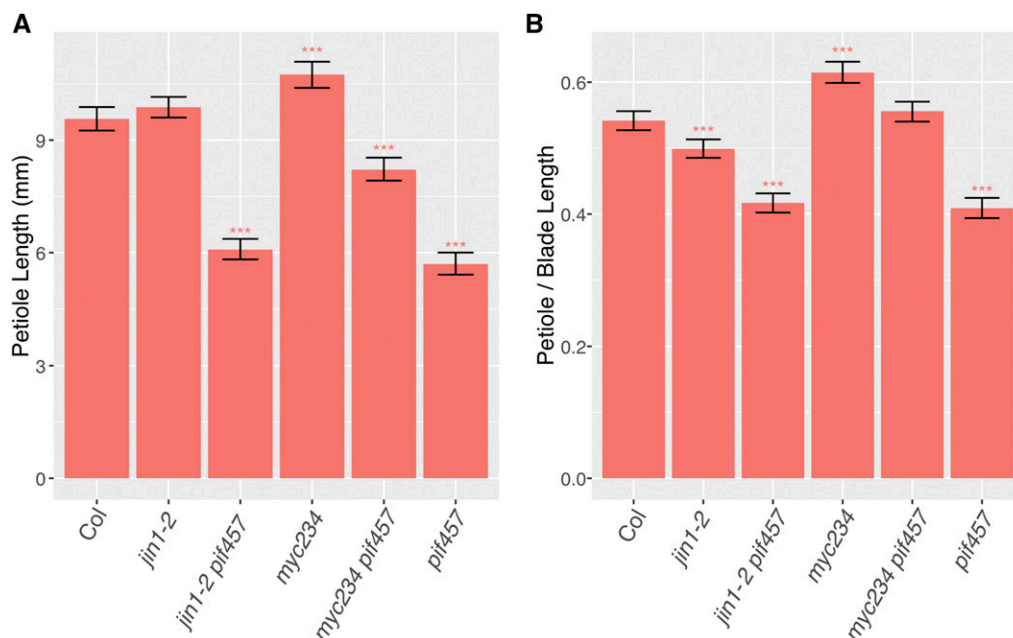 A
Petiole Length (mm)
9
6
3
0
***
***
***
***
Col
jin1-2
jin1-2 pif457
myc234
myc234 pif457
pif457
B
Petiole / Blade Length
0.6
0.4
0.2
0.0
***
***
***
***
Col
jin1-2
jin1-2 pif457
myc234
myc234 pif457
pif457